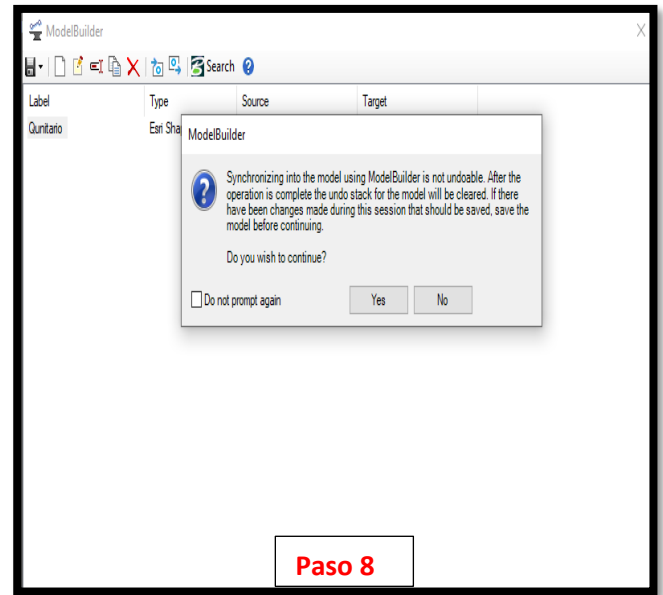 ModelBuilder
Search
Label Type Source Target
Qunitario Esri Sha
ModelBuilder
Synchronizing into the model using ModelBuilder is not undoable. After the
operation is complete the undo stack for the model will be cleared. If there
have been changes made during this session that should be saved, save the
model before continuing.
Do you wish to continue?
Do not prompt again Yes No
Paso 8